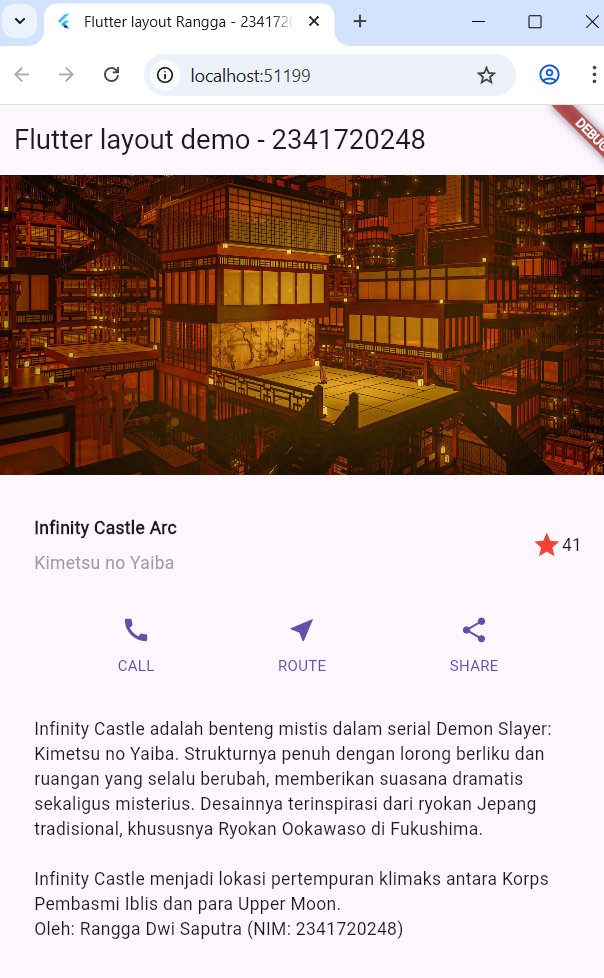 Flutter layout Rangga - 234172
localhost:51199
Flutter layout demo - 2341720248
DEBUG
Infinity Castle Arc
Kimetsu no Yaiba
41
CALL ROUTE SHARE
Infinity Castle adalah benteng mistis dalam serial Demon Slayer:
Kimetsu no Yaiba. Strukturnya penuh dengan lorong berliku dan
ruangan yang selalu berubah, memberikan suasana dramatis
sekaligus misterius. Desainnya terinspirasi dari ryokan Jepang
tradisional, khususnya Ryokan Ookawaso di Fukushima.
Infinity Castle menjadi lokasi pertempuran klimaks antara Korps
Pembasmi Iblis dan para Upper Moon.
Oleh: Rangga Dwi Saputra (NIM: 2341720248)